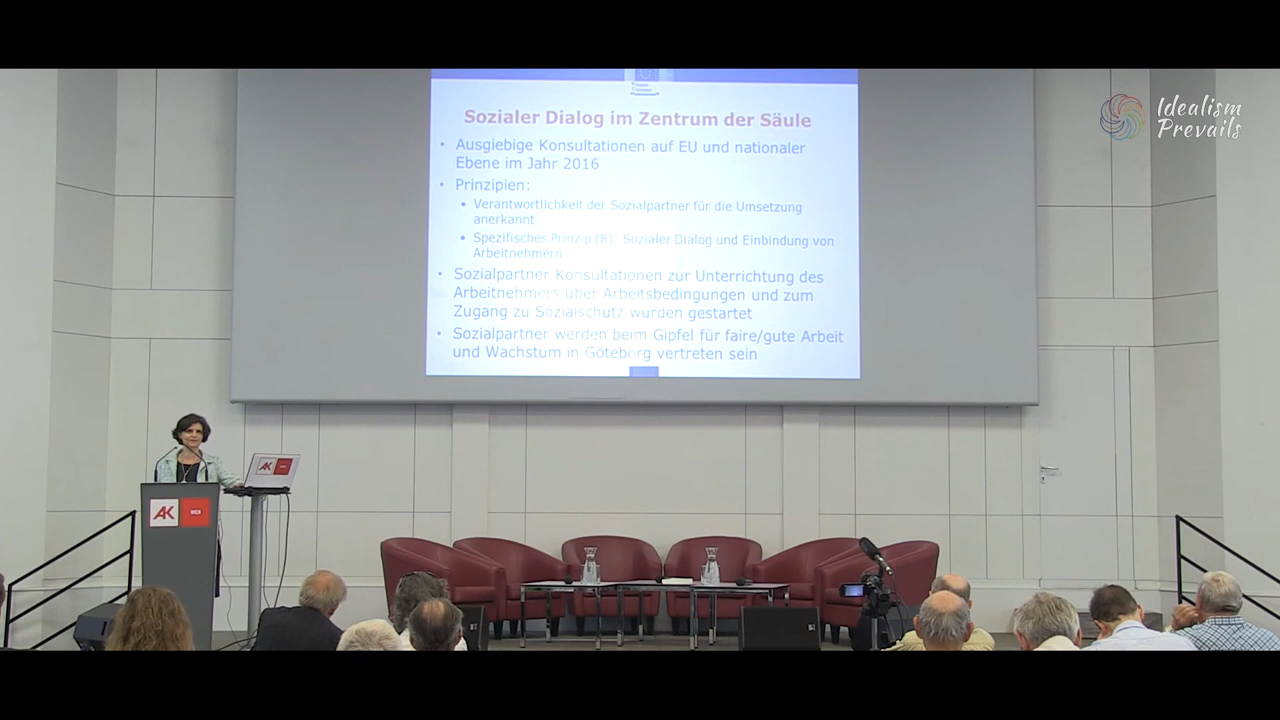 Idealism
Prevails
Sozialer Dialog im Zentrum der Säule
• Ausgiebige Konsultationen auf EU und nationaler
Ebene im Jahr 2016
• Prinzipien:
• Verantwortlichkeit der Sozialpartner für die Umsetzung
anerkannt
• Spezifisches Prinzip (8): Sozialer Dialog und Einbindung von
Arbeitnehmern
• Sozialpartner Konsultationen zur Unterrichtung des
Arbeitnehmers über Arbeitsbedingungen und zum
Zugang zu Sozialschutz wurden gestartet
• Sozialpartner werden beim Gipfel für faire/gute Arbeit
und Wachstum in Göteborg vertreten sein
AK
AK WIEN